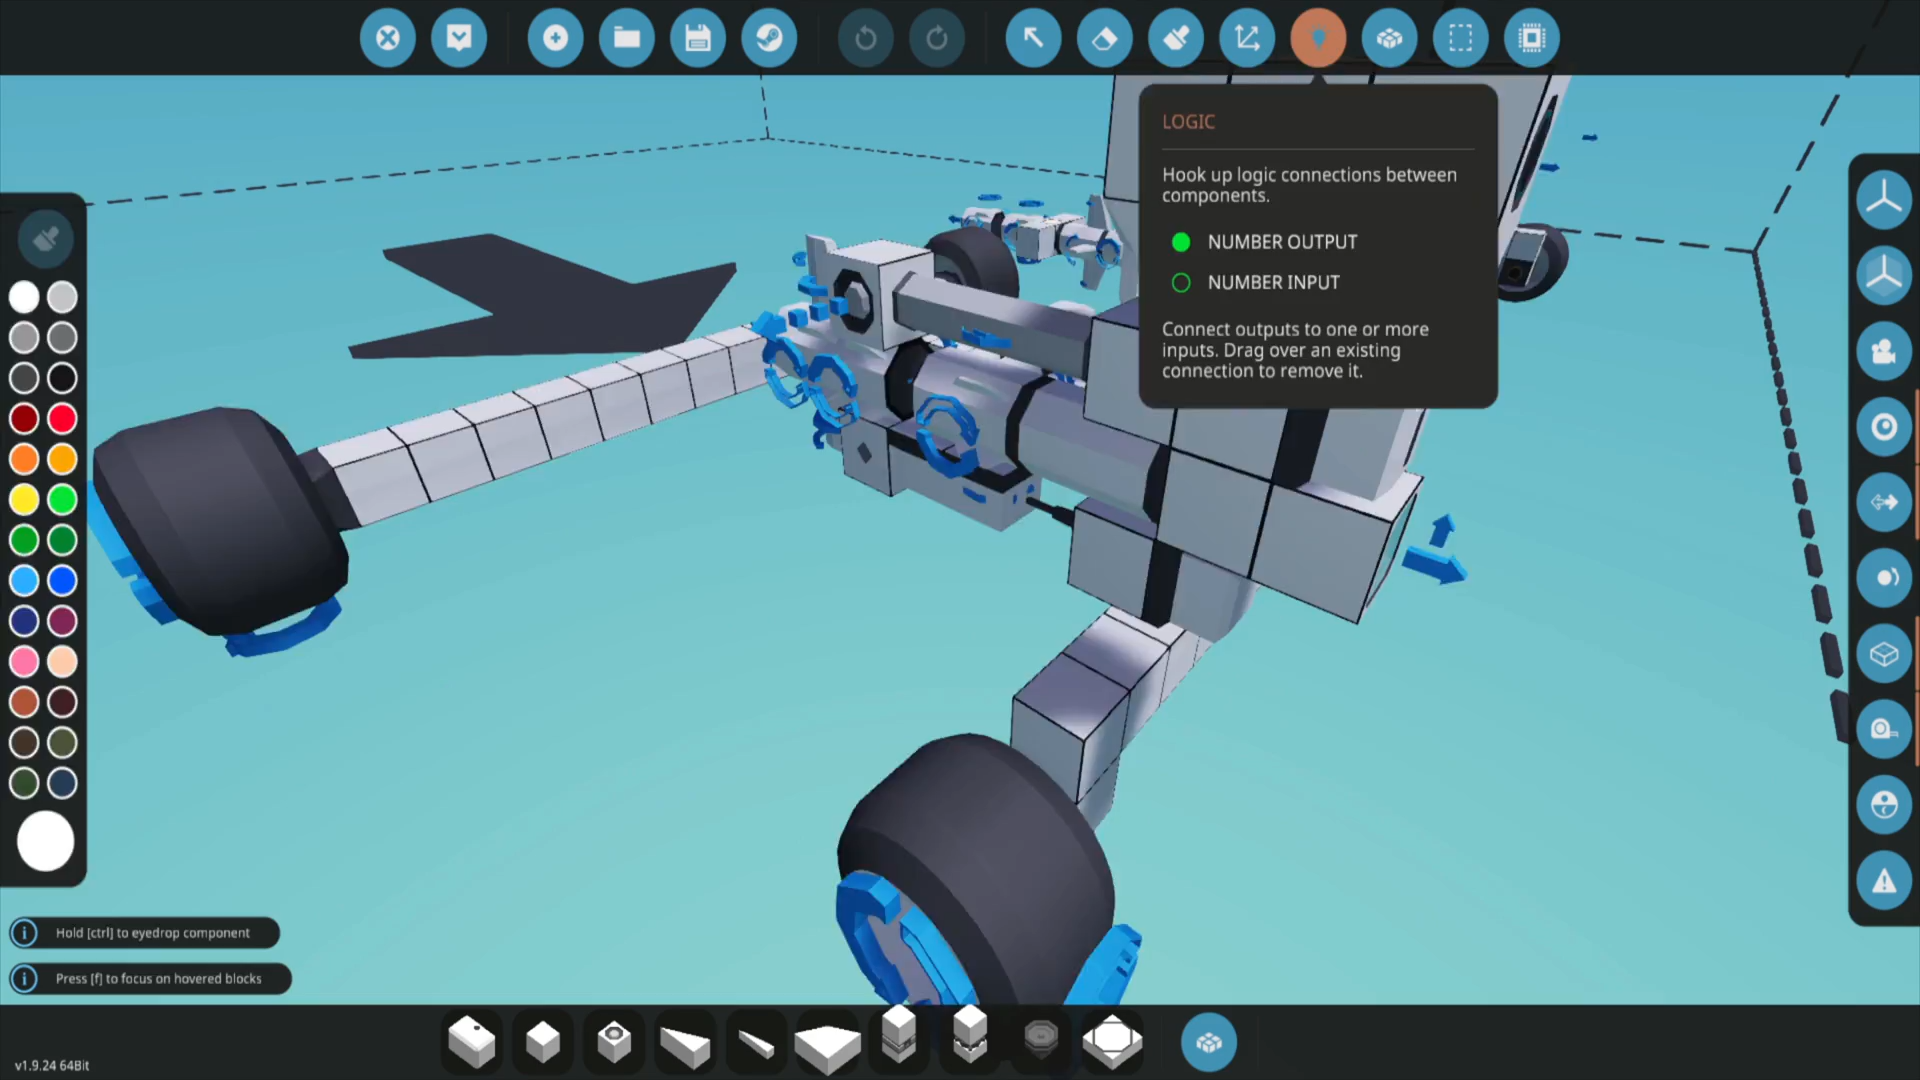 LOGIC
Hook up logic connections between
components.
NUMBER OUTPUT
NUMBER INPUT
Connect outputs to one or more
inputs. Drag over an existing
connection to remove it.
Hold [ctrl] to eyedrop component
Press [f] to focus on hovered blocks
v1.9.24 64Bit